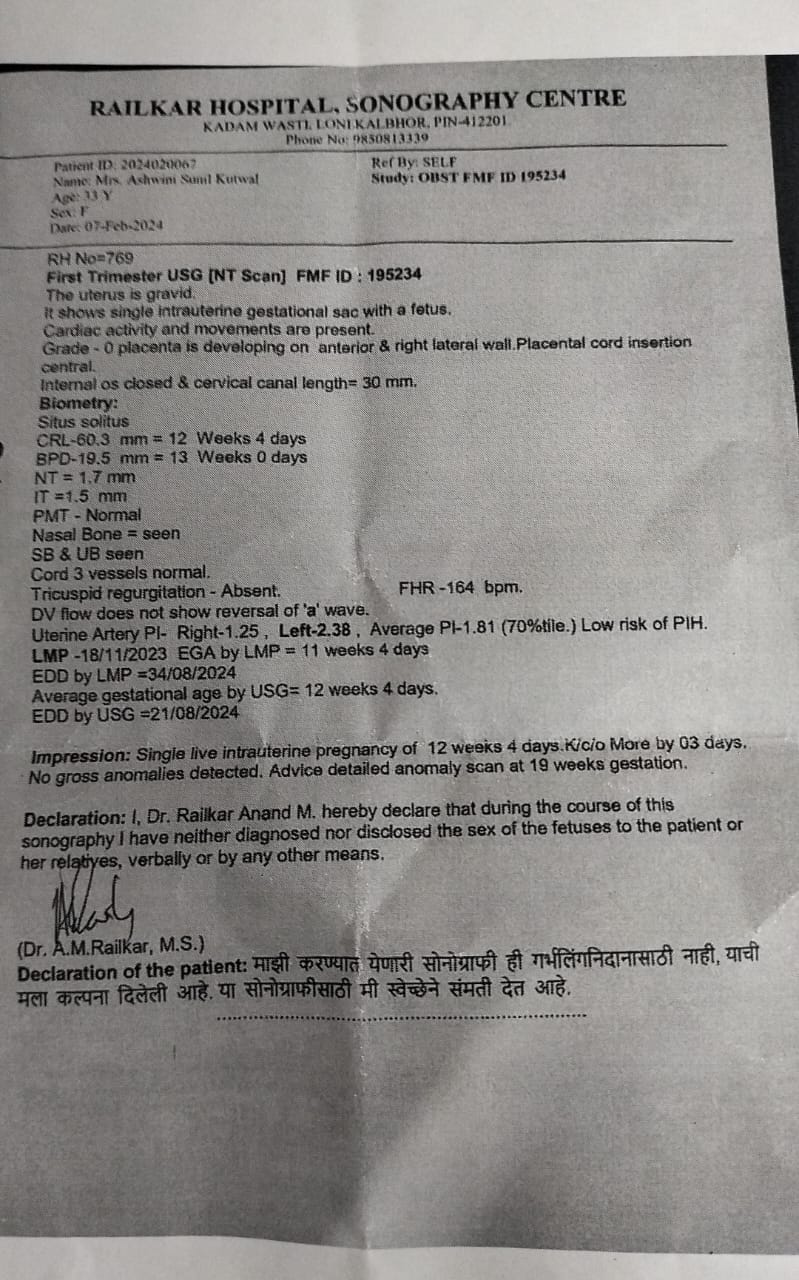 RAILKAR HOSPITAL, SONOGRAPHY CENTRE
KADAM WASTI, LONI KALBHOR, PIN-412201
Phone No: 9850813339
Patient ID: 2024020067
Name: Mrs. Ashwini Sunil Kutwal
Age: 33 Y
Sex: F
Date: 07-Feb-2024
Ref By: SELF
Study: OBST FMF ID 195234
RH No=769
First Trimester USG [NT Scan] FMF ID : 195234
The uterus is gravid.
It shows single intrauterine gestational sac with a fetus.
Cardiac activity and movements are present.
Grade - 0 placenta is developing on anterior & right lateral wall.Placental cord insertion
central.
Internal os closed & cervical canal length= 30 mm.
Biometry:
Situs solitus
CRL-60.3 mm = 12 Weeks 4 days
BPD-19.5 mm = 13 Weeks 0 days
NT = 1.7 mm
IT =1.5 mm
PMT - Normal
Nasal Bone = seen
SB & UB seen
Cord 3 vessels normal.
Tricuspid regurgitation - Absent. FHR -164 bpm.
DV flow does not show reversal of 'a' wave.
Uterine Artery PI- Right-1.25 , Left-2.38 , Average PI-1.81 (70%tile.) Low risk of PIH.
LMP -18/11/2023 EGA by LMP = 11 weeks 4 days
EDD by LMP =34/08/2024
Average gestational age by USG= 12 weeks 4 days.
EDD by USG =21/08/2024
Impression: Single live intrauterine pregnancy of 12 weeks 4 days.K/c/o More by 03 days.
No gross anomalies detected. Advice detailed anomaly scan at 19 weeks gestation.
Declaration: I, Dr. Railkar Anand M. hereby declare that during the course of this
sonography I have neither diagnosed nor disclosed the sex of the fetuses to the patient or
her relatives, verbally or by any other means.
(Dr. A.M.Railkar, M.S.)
Declaration of the patient: माझी करण्यात येणारी सोनोग्राफी ही गर्भलिंगनिदानासाठी नाही, याची
मला कल्पना दिलेली आहे. या सोनोग्राफीसाठी मी स्वेच्छेने संमती देत आहे.